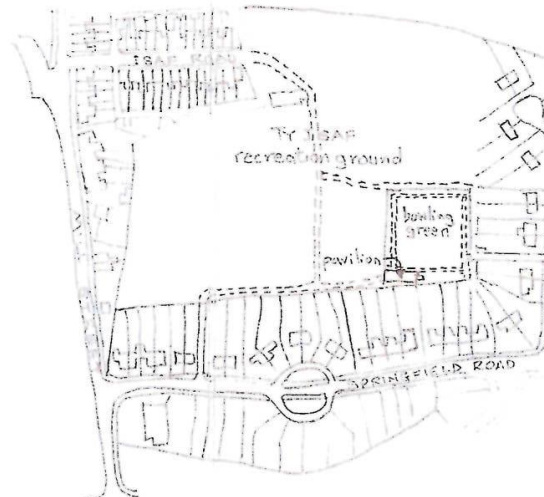 ISAF ROAD
TY ISAF
recreation ground
bowling
green
pavilion
SPRINGFIELD ROAD